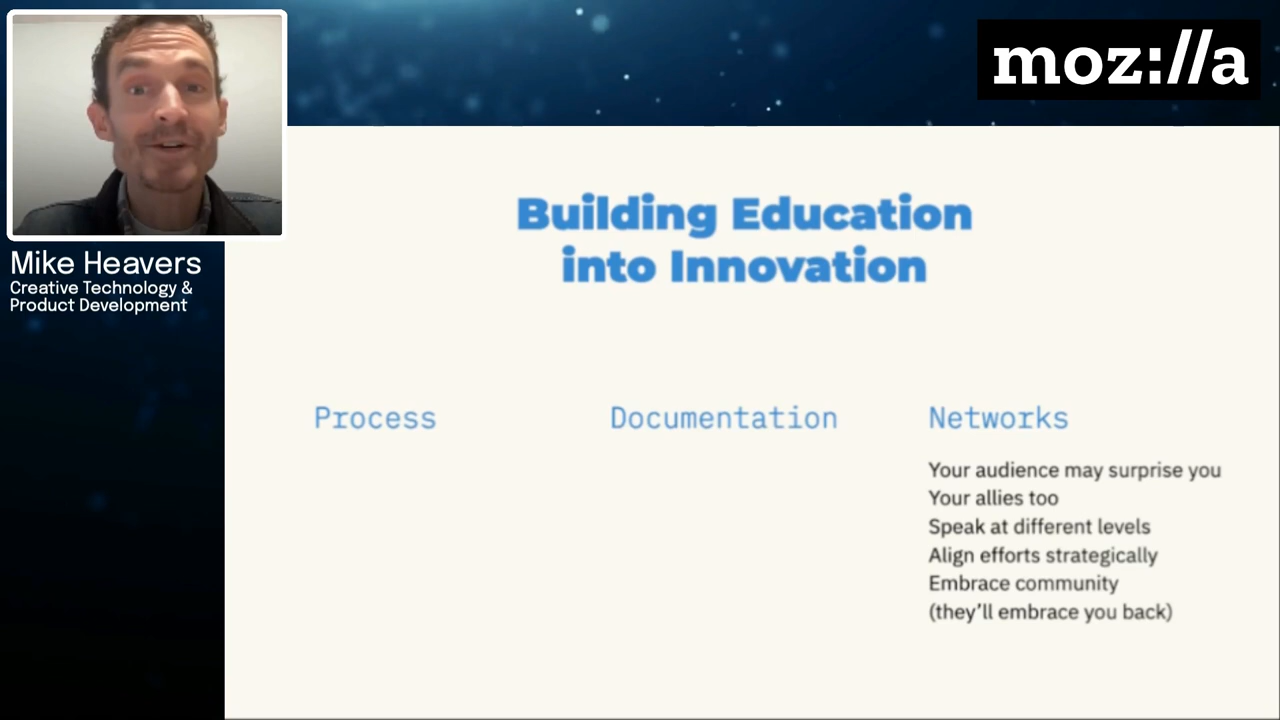 moz://a
Mike Heavers
Creative Technology &
Product Development
Building Education
into Innovation
Process
Documentation
Networks
Your audience may surprise you
Your allies too
Speak at different levels
Align efforts strategically
Embrace community
(they’ll embrace you back)